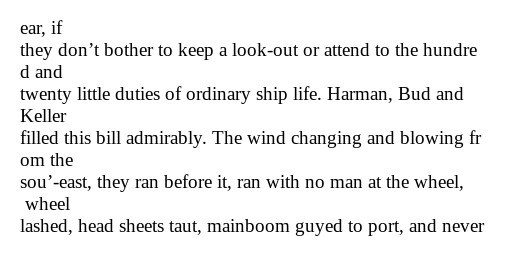 ear, if
they don’t bother to keep a look-out or attend to the hundre
d and
twenty little duties of ordinary ship life. Harman, Bud and
Keller
filled this bill admirably. The wind changing and blowing fr
om the
sou’-east, they ran before it, ran with no man at the wheel,
 wheel
lashed, head sheets taut, mainboom guyed to port, and never